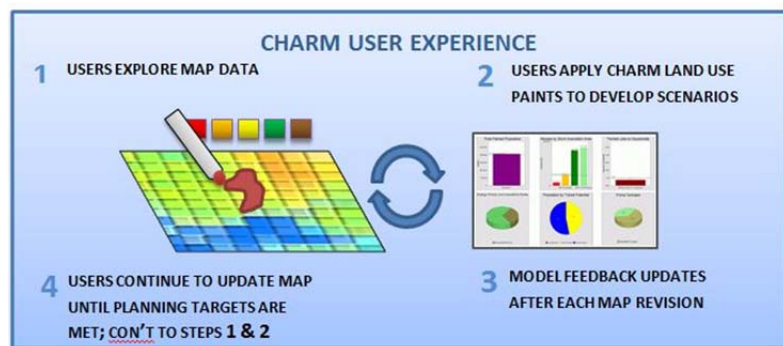 CHARM USER EXPERIENCE
1 USERS EXPLORE MAP DATA
2 USERS APPLY CHARM LAND USE
PAINTS TO DEVELOP SCENARIOS
3 MODEL FEEDBACK UPDATES
AFTER EACH MAP REVISION
4 USERS CONTINUE TO UPDATE MAP
UNTIL PLANNING TARGETS ARE
MET; CON'T TO STEPS 1 & 2